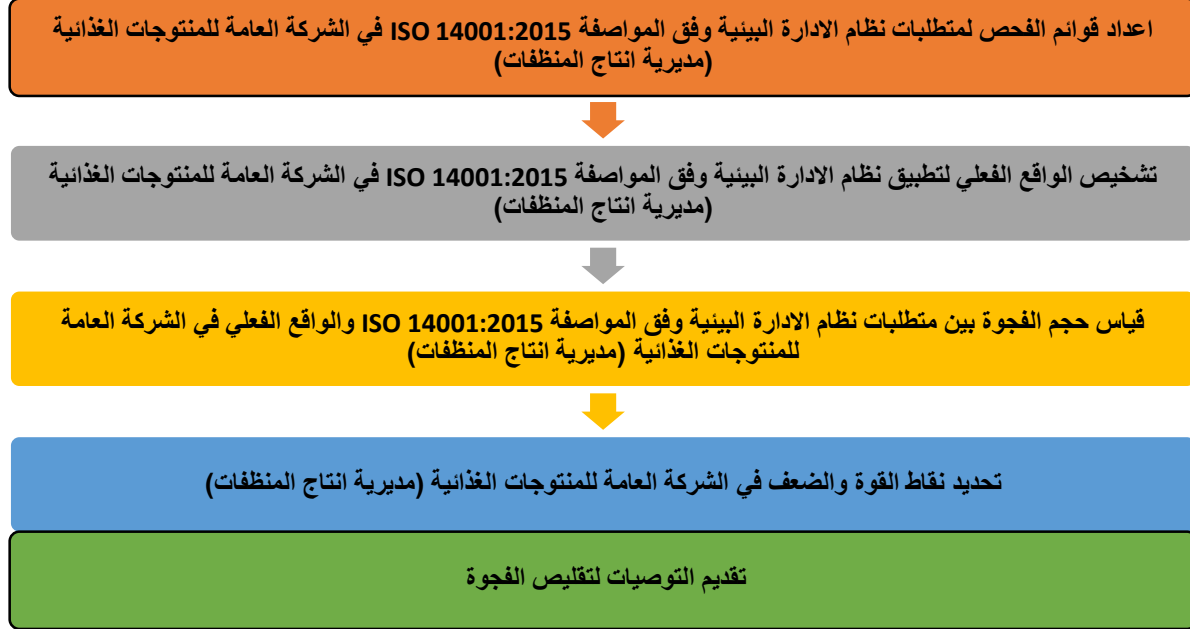 اعداد قوائم الفحص لمتطلبات نظام الادارة البيئية وفق المواصفة ISO 14001:2015 في الشركة العامة للمنتوجات الغذائية
(مديرية انتاج المنظفات)
تشخيص الواقع الفعلي لتطبيق نظام الادارة البيئية وفق المواصفة ISO 14001:2015 في الشركة العامة للمنتوجات الغذائية
(مديرية انتاج المنظفات)
قياس حجم الفجوة بين متطلبات نظام الادارة البيئية وفق المواصفة ISO 14001:2015 والواقع الفعلي في الشركة العامة
للمنتوجات الغذائية (مديرية انتاج المنظفات)
تحديد نقاط القوة والضعف في الشركة العامة للمنتوجات الغذائية (مديرية انتاج المنظفات)
تقديم التوصيات لتقليص الفجوة